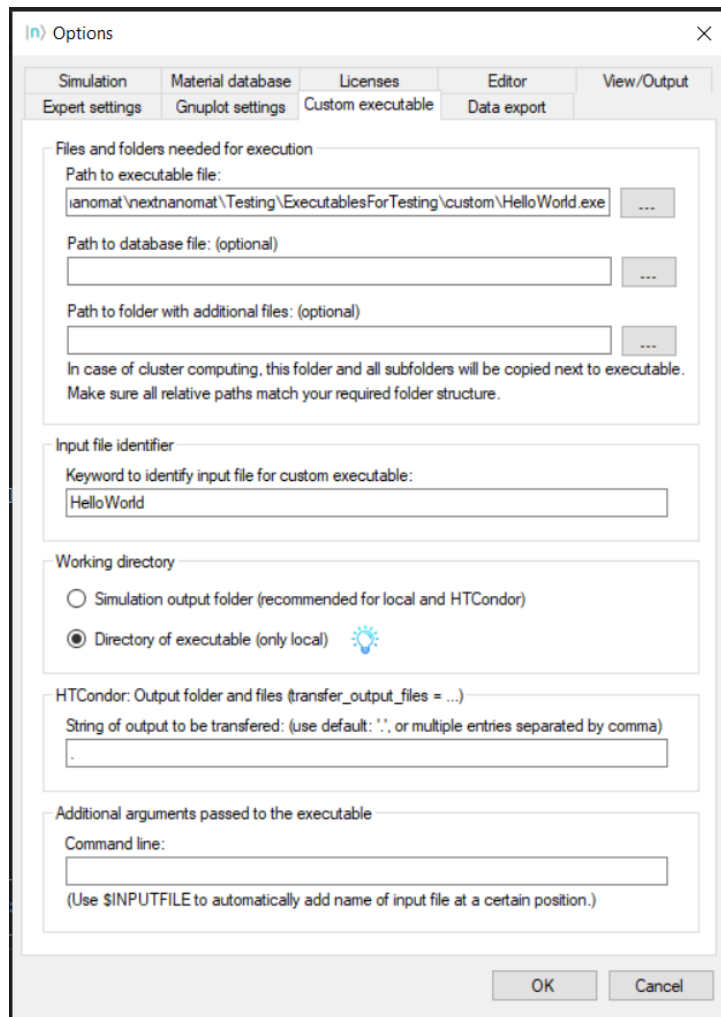 |n⟩ Options
Simulation
Material database
Licenses
Editor
View/Output
Expert settings
Gnuplot settings
Custom executable
Data export
Files and folders needed for execution
Path to executable file:
nanomat\nextnanomat\Testing\ExecutablesForTesting\custom\HelloWorld.exe
...
Path to database file: (optional)
...
Path to folder with additional files: (optional)
...
In case of cluster computing, this folder and all subfolders will be copied next to executable.
Make sure all relative paths match your required folder structure.
Input file identifier
Keyword to identify input file for custom executable:
HelloWorld
Working directory
Simulation output folder (recommended for local and HTCondor)
Directory of executable (only local)
HTCondor: Output folder and files (transfer_output_files = ...)
String of output to be transfered: (use default: '.', or multiple entries separated by comma)
.
Additional arguments passed to the executable
Command line:
(Use $INPUTFILE to automatically add name of input file at a certain position.)
OK
Cancel